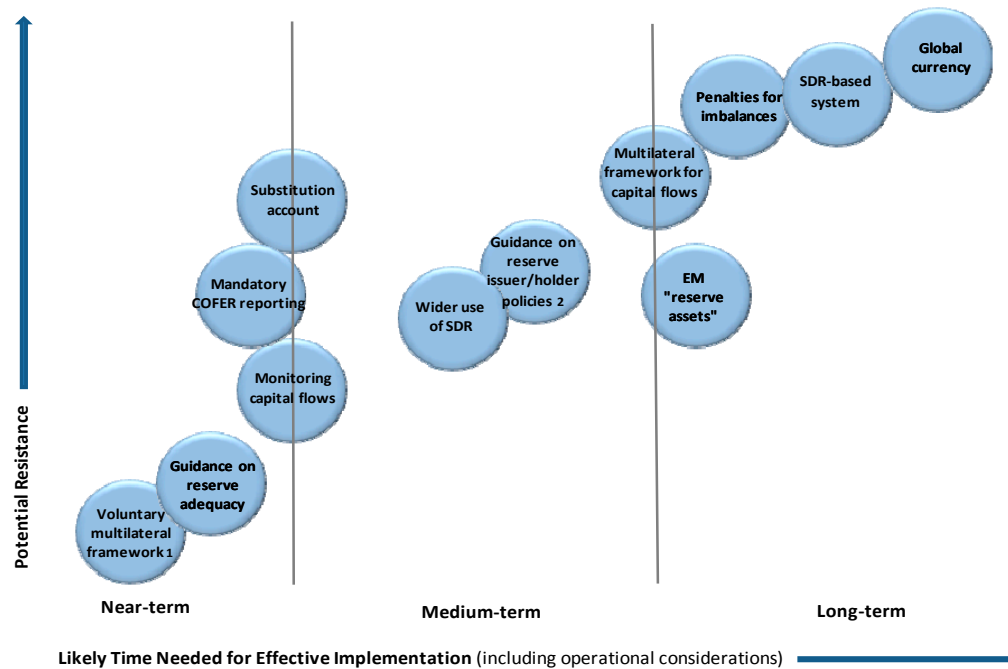 Global
currency
SDR-based
system
Penalties for
imbalances
Multilateral
framework for
capital flows
Substitution
account
Guidance on
reserve
issuer/holder
policies 2
Mandatory
COFER reporting
EM
"reserve
assets"
Wider use
of SDR
Monitoring
capital flows
Guidance on
reserve
adequacy
Voluntary
multilateral
framework 1
Potential Resistance
Near-term
Medium-term
Long-term
Likely Time Needed for Effective Implementation (including operational considerations)